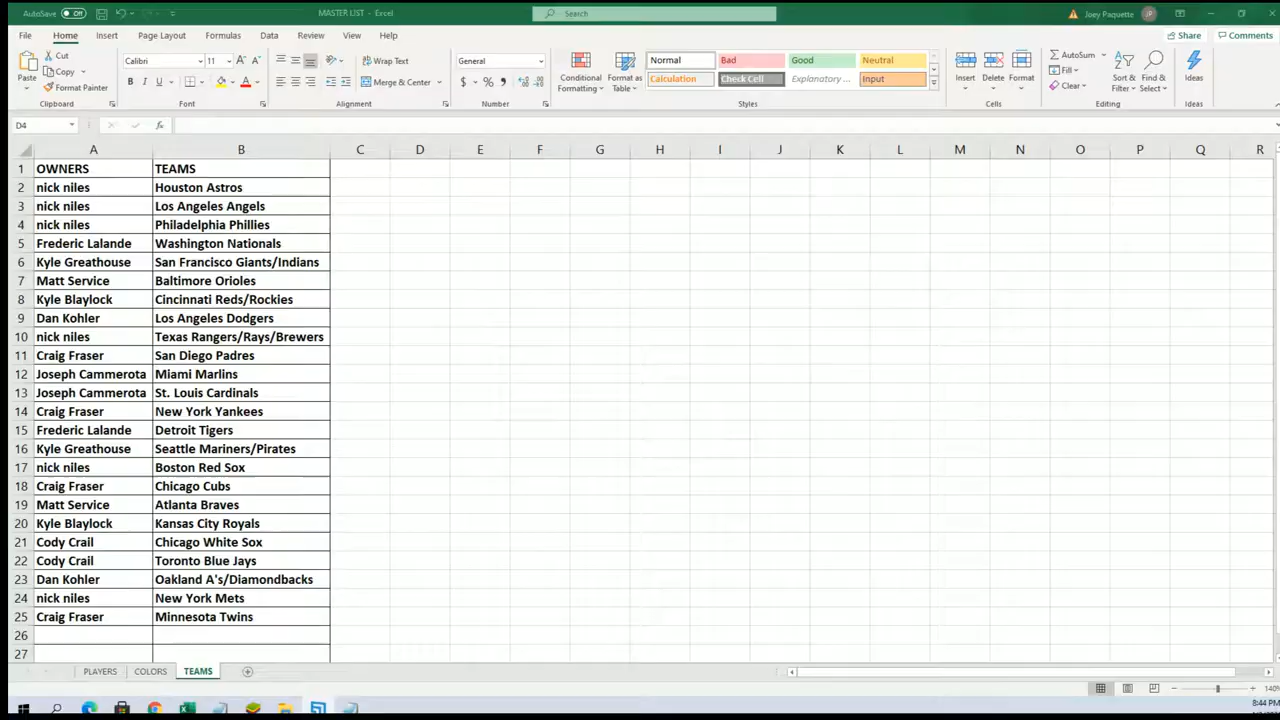 AutoSave Off MASTER LIST - Excel Search Joey Paquette JP
File Home Insert Page Layout Formulas Data Review View Help Share Comments
Cut Calibri 11 Wrap Text General Normal Bad Good Neutral AutoSum
Paste Copy Conditional Format as Insert Delete Format Fill Sort & Find &
Format Painter B I U Merge & Center $ % Formatting Table Calculation Check Cell Explanatory ... Input Clear Filter Select Ideas
Clipboard Font Alignment Number Styles Cells Editing Ideas
D4 fx
A B C D E F G H I J K L M N O P Q R
1 OWNERS TEAMS
2 nick niles Houston Astros
3 nick niles Los Angeles Angels
4 nick niles Philadelphia Phillies
5 Frederic Lalande Washington Nationals
6 Kyle Greathouse San Francisco Giants/Indians
7 Matt Service Baltimore Orioles
8 Kyle Blaylock Cincinnati Reds/Rockies
9 Dan Kohler Los Angeles Dodgers
10 nick niles Texas Rangers/Rays/Brewers
11 Craig Fraser San Diego Padres
12 Joseph Cammerota Miami Marlins
13 Joseph Cammerota St. Louis Cardinals
14 Craig Fraser New York Yankees
15 Frederic Lalande Detroit Tigers
16 Kyle Greathouse Seattle Mariners/Pirates
17 nick niles Boston Red Sox
18 Craig Fraser Chicago Cubs
19 Matt Service Atlanta Braves
20 Kyle Blaylock Kansas City Royals
21 Cody Crail Chicago White Sox
22 Cody Crail Toronto Blue Jays
23 Dan Kohler Oakland A's/Diamondbacks
24 nick niles New York Mets
25 Craig Fraser Minnesota Twins
26
27
PLAYERS COLORS TEAMS
140%
8:44 PM